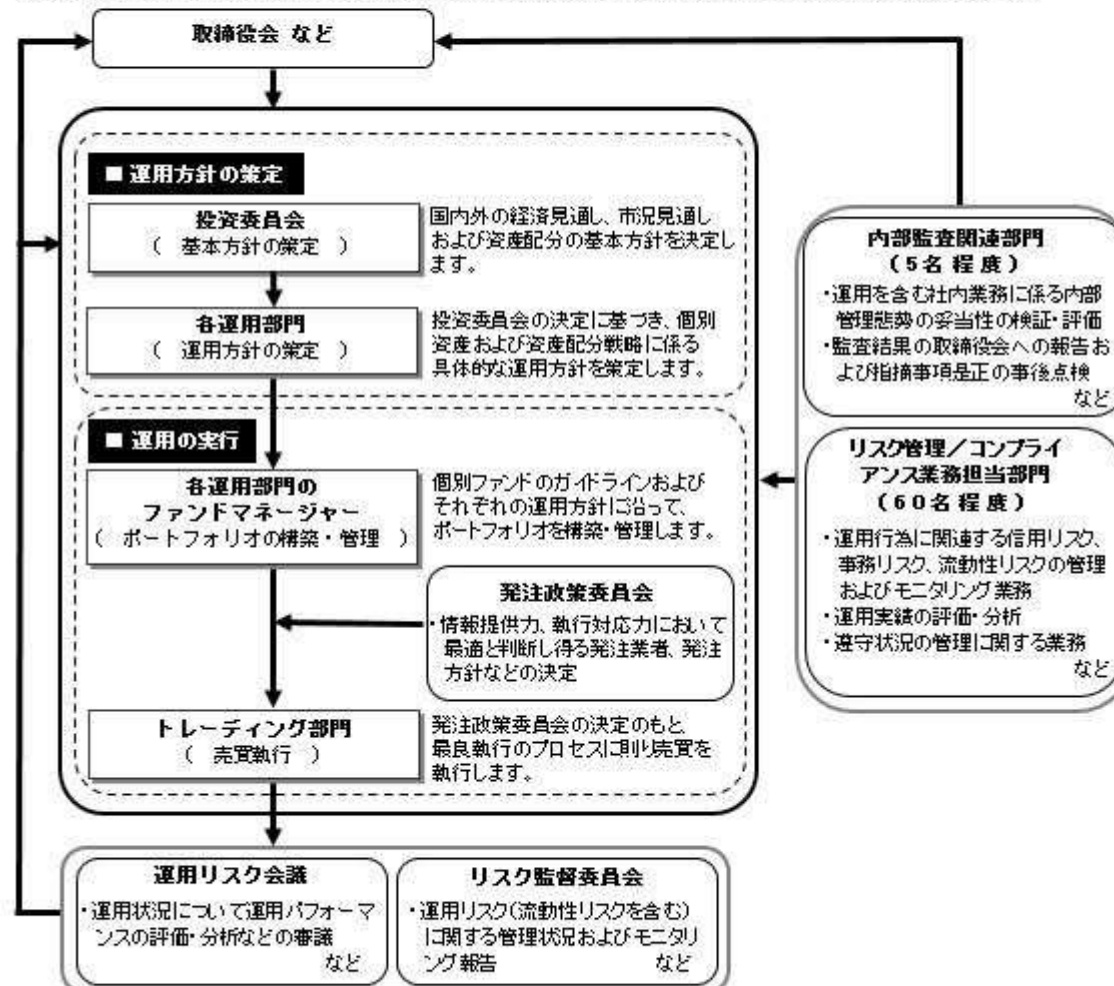 取締役会 など
■ 運用方針の策定
投資委員会
( 基本方針の策定 )
国内外の経済見通し、市況見通し
および資産配分の基本方針を決定し
ます。
各運用部門
( 運用方針の策定 )
投資委員会の決定に基づき、個別
資産および資産配分戦略に係る
具体的な運用方針を策定します。
■ 運用の実行
各運用部門の
ファンドマネージャー
( ポートフォリオの構築・管理 )
個別ファンドのガイドラインおよび
それぞれの運用方針に沿って、
ポートフォリオを構築・管理します。
発注政策委員会
・情報提供力、執行対応力において
最適と判断し得る発注業者、発注
方針などの決定
トレーディング部門
( 売買執行 )
発注政策委員会の決定のもと、
最良執行のプロセスに則り売買を
執行します。
内部監査関連部門
(5名程度)
・運用を含む社内業務に係る内部
管理態勢の妥当性の検証・評価
・監査結果の取締役会への報告お
よび指摘事項是正の事後点検
など
リスク管理/コンプライ
アンス業務担当部門
(60名程度)
・運用行為に関連する信用リスク、
事務リスク、流動性リスクの管理
およびモニタリング業務
・運用実績の評価・分析
・遵守状況の管理に関する業務
など
運用リスク会議
・運用状況について運用パフォーマ
ンスの評価・分析などの審議
など
リスク監督委員会
・運用リスク(流動性リスクを含む)
に関する管理状況およびモニタリ
ング報告 など